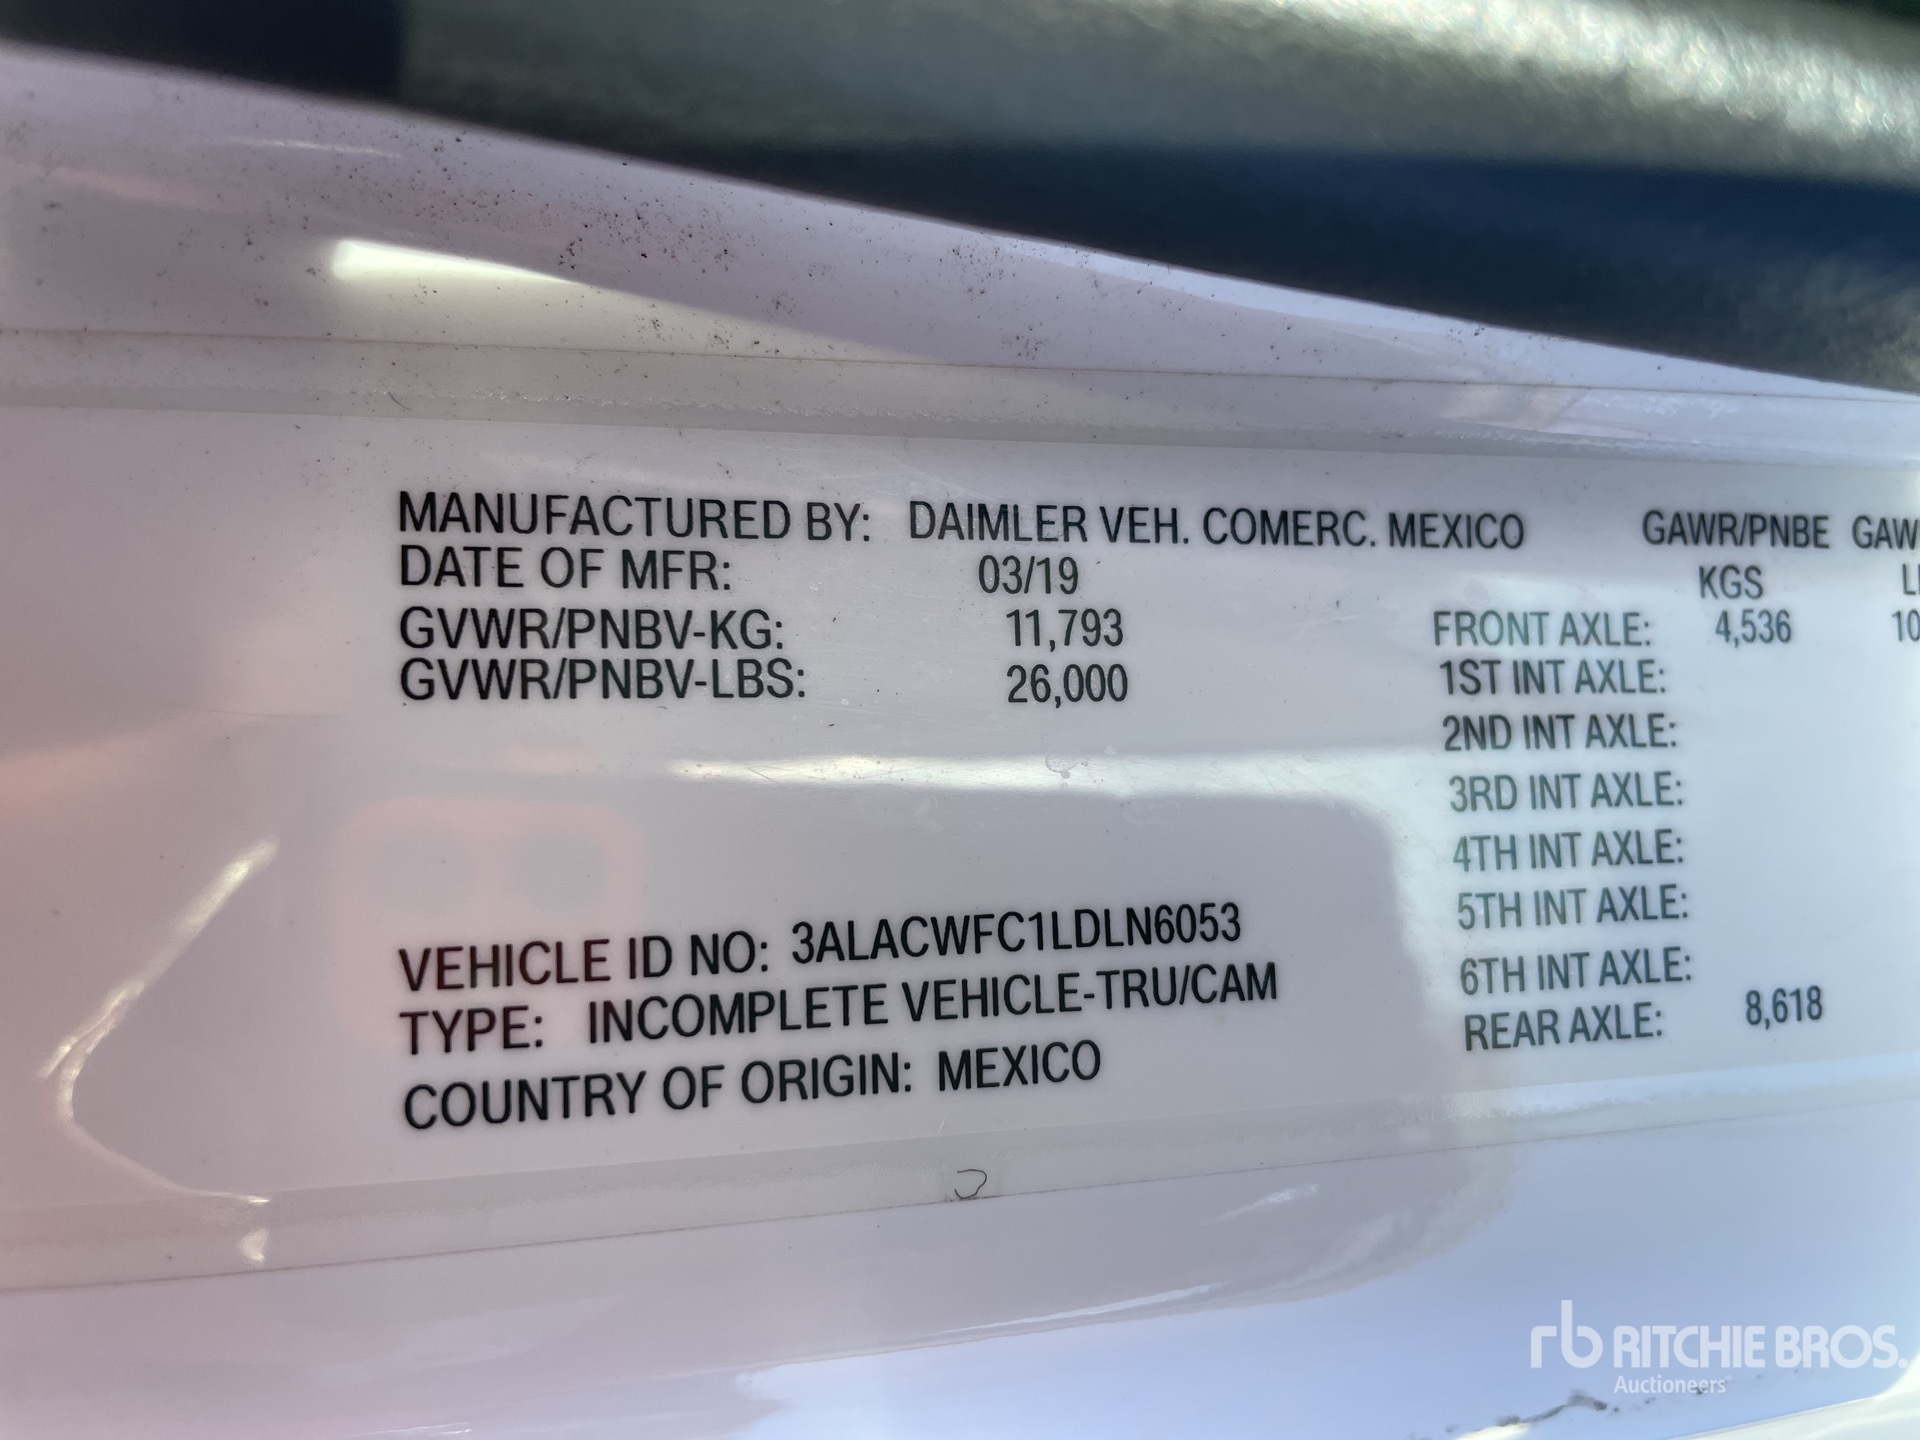 MANUFACTURED BY: DAIMLER VEH. COMERC. MEXICO
DATE OF MFR: 03/19
GVWR/PNBV-KG: 11,793
GVWR/PNBV-LBS: 26,000
VEHICLE ID NO: 3ALACWFC1LDLN6053
TYPE: INCOMPLETE VEHICLE-TRU/CAM
COUNTRY OF ORIGIN: MEXICO
GAWR/PNBE GAW
KGS
FRONT AXLE: 4,536 10
1ST INT AXLE:
2ND INT AXLE:
3RD INT AXLE:
4TH INT AXLE:
5TH INT AXLE:
6TH INT AXLE:
REAR AXLE: 8,618
rb RITCHIE BROS.
Auctioneers